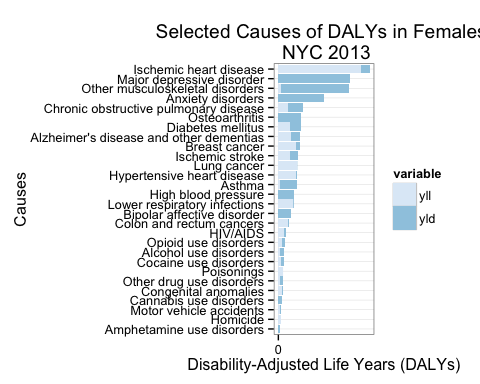 Selected Causes of DALYs in Females
NYC 2013
Causes
Ischemic heart disease
Major depressive disorder
Other musculoskeletal disorders
Anxiety disorders
Chronic obstructive pulmonary disease
Osteoarthritis
Diabetes mellitus
Alzheimer's disease and other dementias
Breast cancer
Ischemic stroke
Lung cancer
Hypertensive heart disease
Asthma
High blood pressure
Lower respiratory infections
Bipolar affective disorder
Colon and rectum cancers
HIV/AIDS
Opioid use disorders
Alcohol use disorders
Cocaine use disorders
Poisonings
Other drug use disorders
Congenital anomalies
Cannabis use disorders
Motor vehicle accidents
Homicide
Amphetamine use disorders
0
Disability-Adjusted Life Years (DALYs)
variable
yll
yld